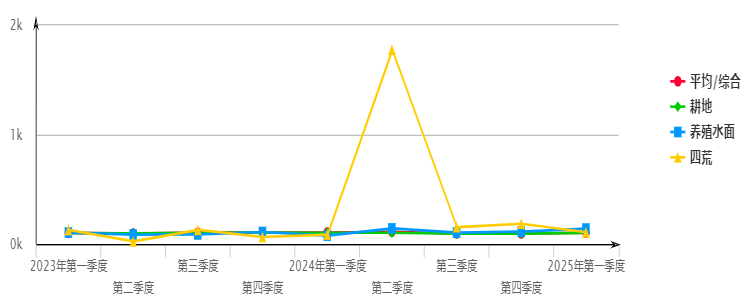 2k
1k
0k
2023年第一季度
第二季度
第三季度
第四季度
2024年第一季度
第二季度
第三季度
第四季度
2025年第一季度
平均/综合
耕地
养殖水面
四荒